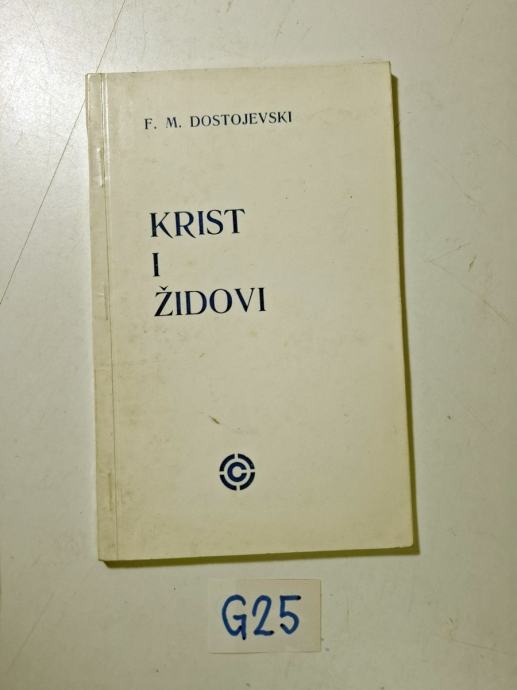 F. M. DOSTOJEVSKI
KRIST
I
ŽIDOVI
C
G25